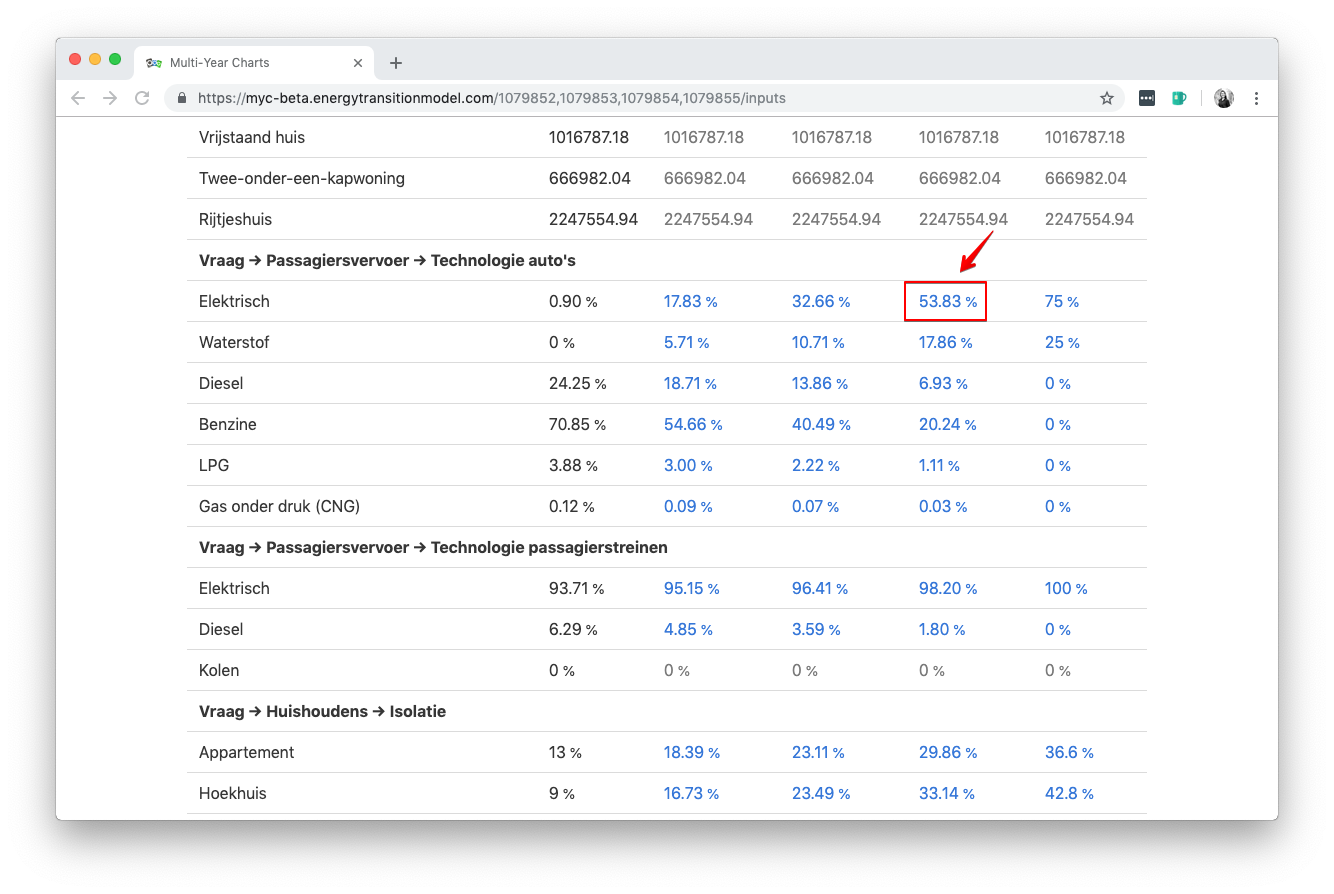 Multi-Year Charts
https://myc-beta.energytransitionmodel.com/1079852,1079853,1079854,1079855/inputs
Vrijstaand huis 1016787.18 1016787.18 1016787.18 1016787.18 1016787.18
Twee-onder-een-kapwoning 666982.04 666982.04 666982.04 666982.04 666982.04
Rijtjeshuis 2247554.94 2247554.94 2247554.94 2247554.94 2247554.94
Vraag → Passagiersvervoer → Technologie auto's
Elektrisch 0.90 % 17.83 % 32.66 % 53.83 % 75 %
Waterstof 0 % 5.71 % 10.71 % 17.86 % 25 %
Diesel 24.25 % 18.71 % 13.86 % 6.93 % 0 %
Benzine 70.85 % 54.66 % 40.49 % 20.24 % 0 %
LPG 3.88 % 3.00 % 2.22 % 1.11 % 0 %
Gas onder druk (CNG) 0.12 % 0.09 % 0.07 % 0.03 % 0 %
Vraag → Passagiersvervoer → Technologie passagierstreinen
Elektrisch 93.71 % 95.15 % 96.41 % 98.20 % 100 %
Diesel 6.29 % 4.85 % 3.59 % 1.80 % 0 %
Kolen 0 % 0 % 0 % 0 % 0 %
Vraag → Huishoudens → Isolatie
Appartement 13 % 18.39 % 23.11 % 29.86 % 36.6 %
Hoekhuis 9 % 16.73 % 23.49 % 33.14 % 42.8 %